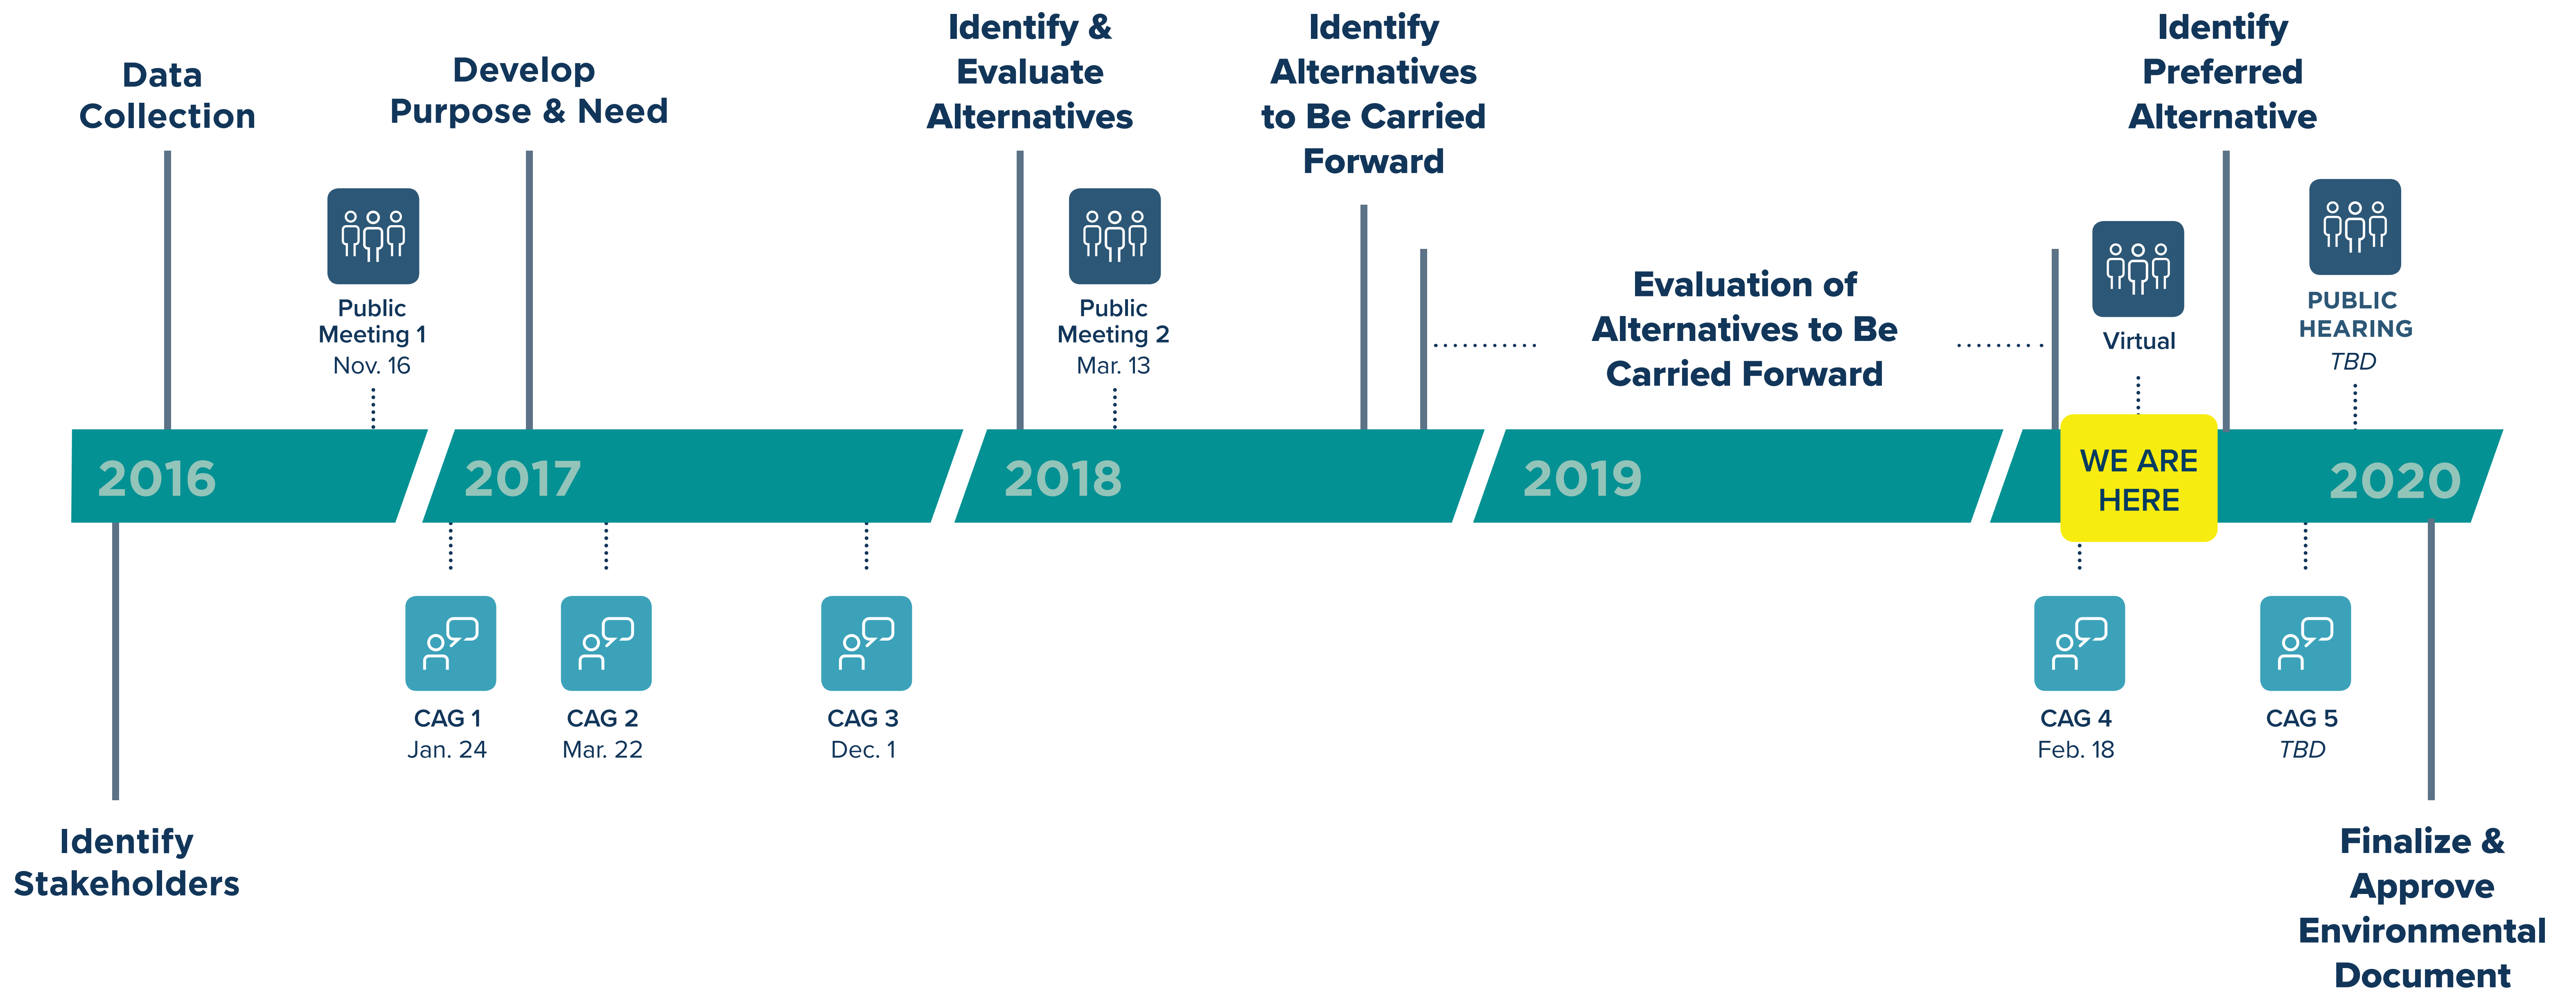 Data
Collection
Develop
Purpose & Need
Identify &
Evaluate
Alternatives
Identify
Alternatives
to Be Carried
Forward
Identify
Preferred
Alternative
Public
Meeting 1
Nov. 16
Public
Meeting 2
Mar. 13
Evaluation of
Alternatives to Be
Carried Forward
Virtual
PUBLIC
HEARING
TBD
2016
2017
2018
2019
WE ARE
HERE
2020
CAG 1
Jan. 24
CAG 2
Mar. 22
CAG 3
Dec. 1
CAG 4
Feb. 18
CAG 5
TBD
Identify
Stakeholders
Finalize &
Approve
Environmental
Document